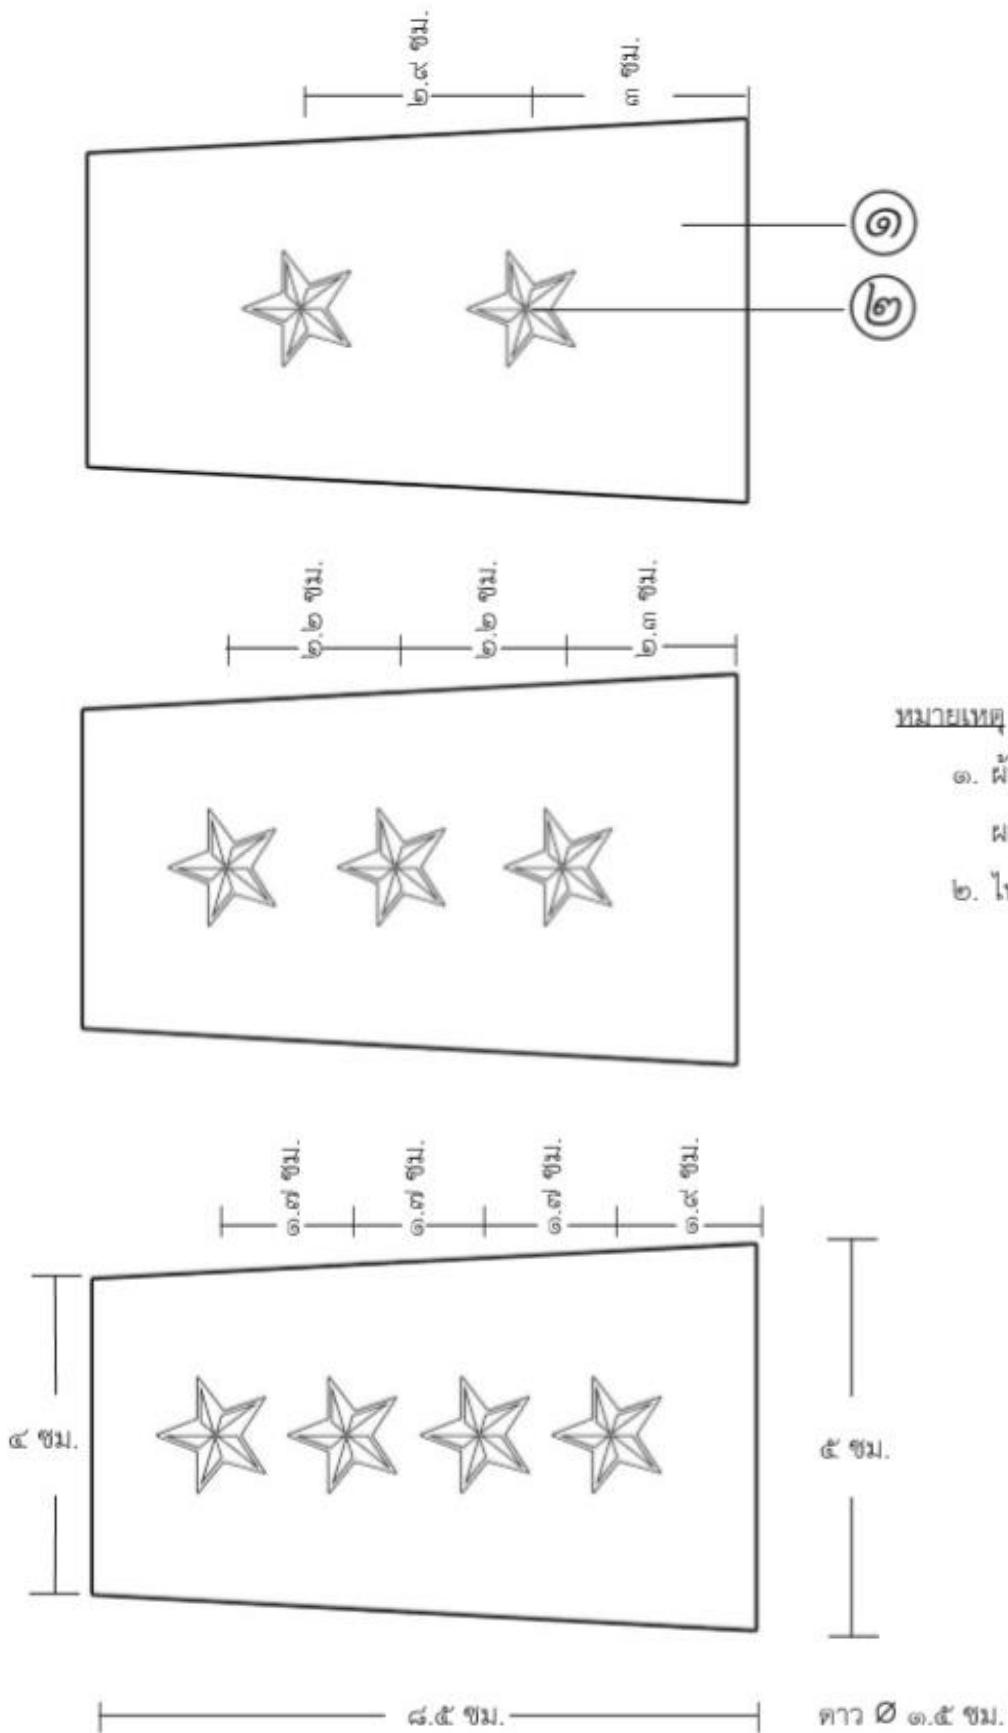 ๒.๙ ซม.
๓ ซม.
๑
๒
๒.๒ ซม.
๒.๒ ซม.
๒.๓ ซม.
หมายเหตุ
๑.
๒.
๑.๗ ซม.
๑.๗ ซม.
๑.๗ ซม.
๑.๙ ซม.
๔ ซม.
๕ ซม.
๘.๕ ซม.
ดาว Ø ๑.๕ ซม.